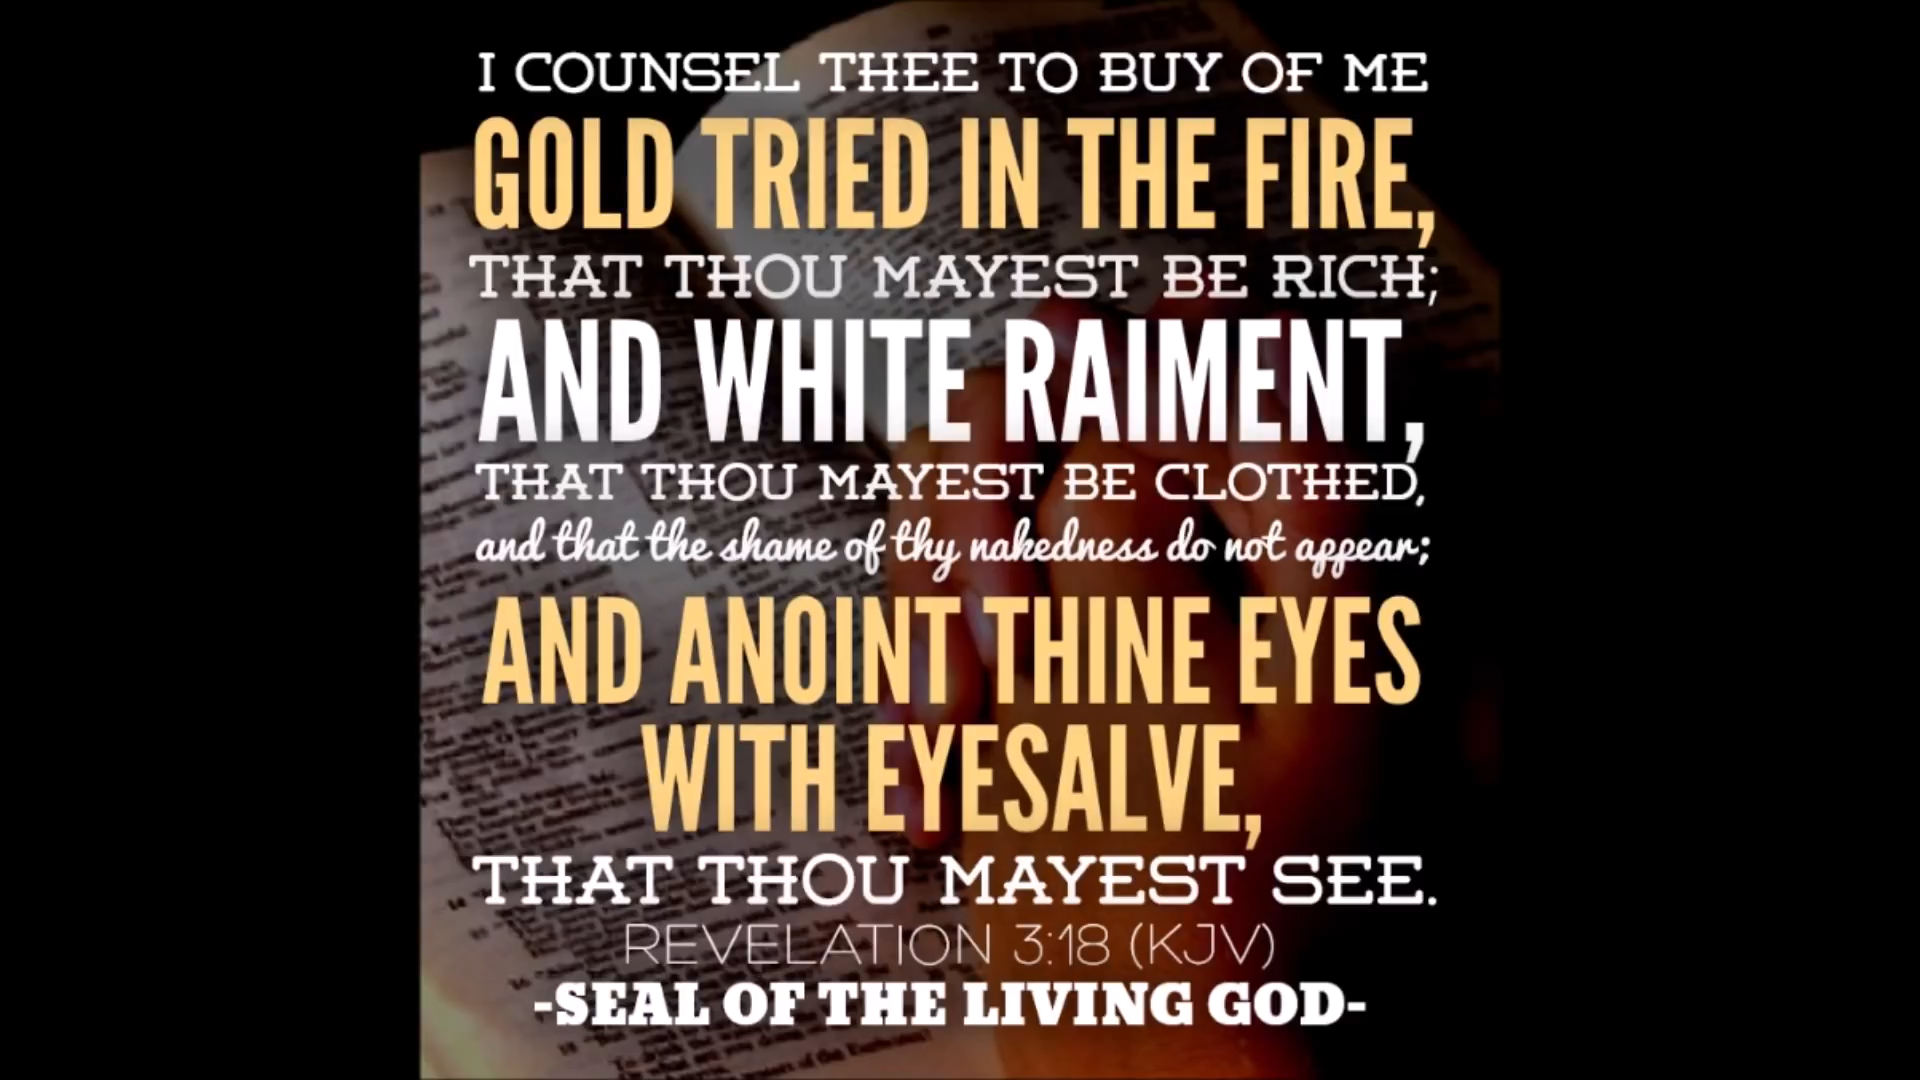 I COUNSEL THEE TO BUY OF ME
GOLD TRIED IN THE FIRE,
THAT THOU MAYEST BE RICH;
AND WHITE RAIMENT,
THAT THOU MAYEST BE CLOTHED,
and that the shame of thy nakedness do not appear;
AND ANOINT THINE EYES
WITH EYESALVE,
THAT THOU MAYEST SEE.
REVELATION 3:18 (KJV)
-SEAL OF THE LIVING GOD-